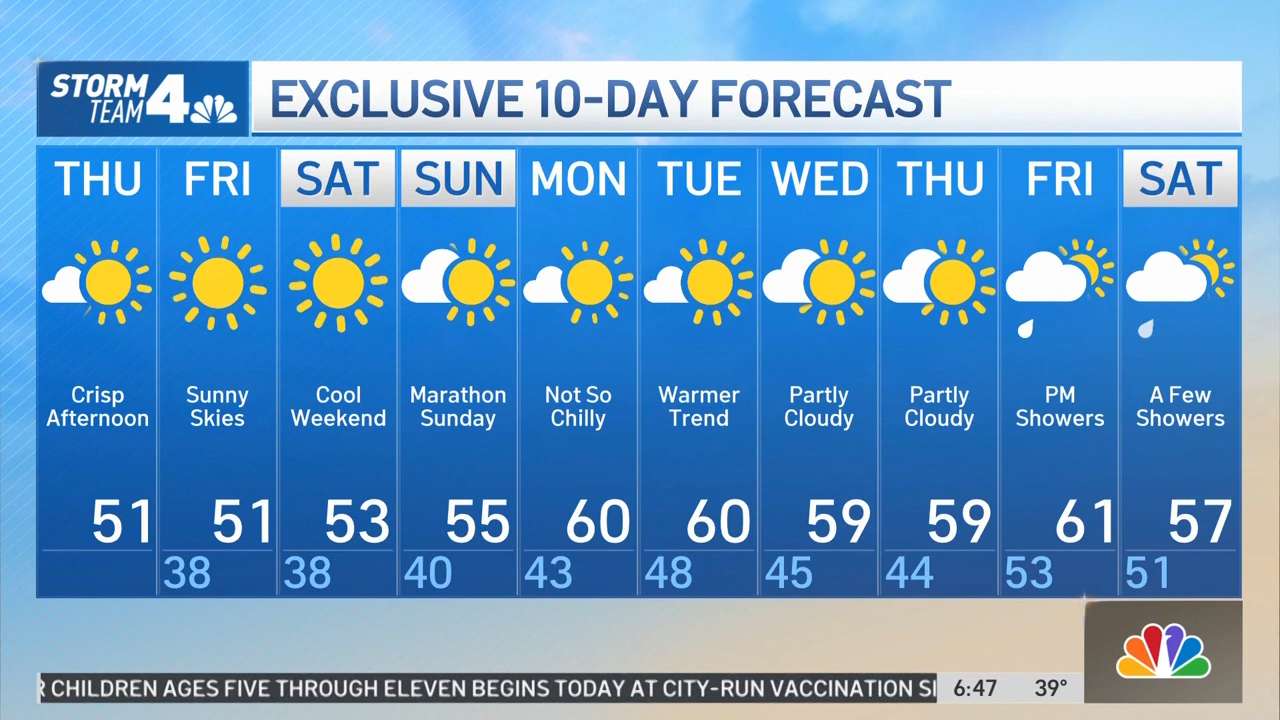 STORM
TEAM 4
EXCLUSIVE 10-DAY FORECAST
THU FRI SAT SUN MON TUE WED THU FRI SAT
Crisp Sunny Cool Marathon Not So Warmer Partly Partly PM A Few
Afternoon Skies Weekend Sunday Chilly Trend Cloudy Cloudy Showers Showers
51 51 53 55 60 60 59 59 61 57
38 38 40 43 48 45 44 53 51
R CHILDREN AGES FIVE THROUGH ELEVEN BEGINS TODAY AT CITY-RUN VACCINATION SI
6:47 39°